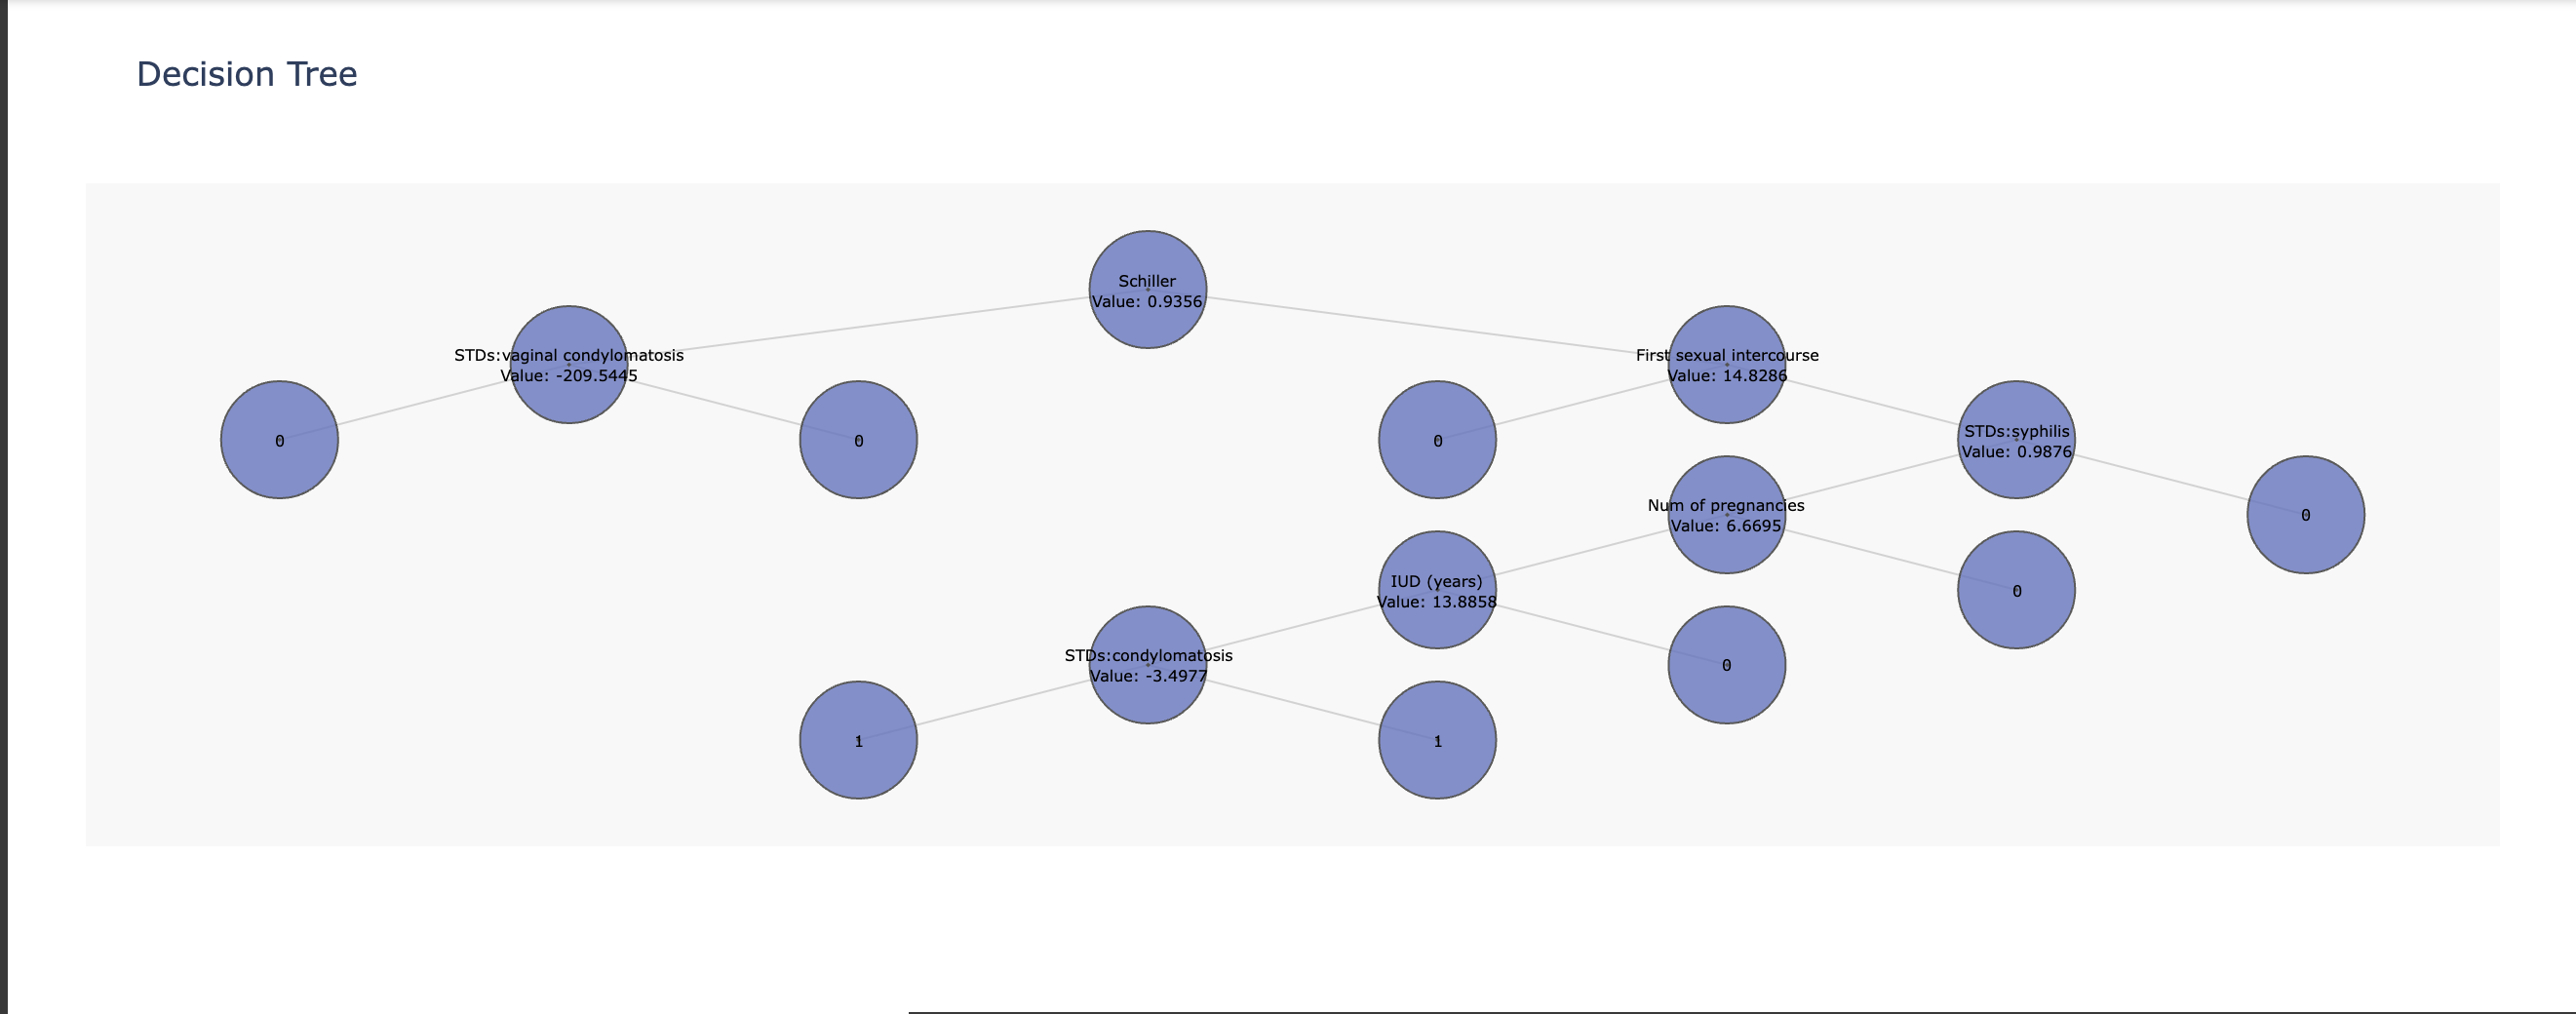 Decision Tree
Schiller
Value: 0.9356
STDs:vaginal condylomatosis
Value: -209.5445
First sexual intercourse
Value: 14.8286
0
0
0
STDs:syphilis
Value: 0.9876
Num of pregnancies
Value: 6.6695
0
IUD (years)
Value: 13.8858
0
STDs:condylomatosis
Value: -3.4977
0
1
1